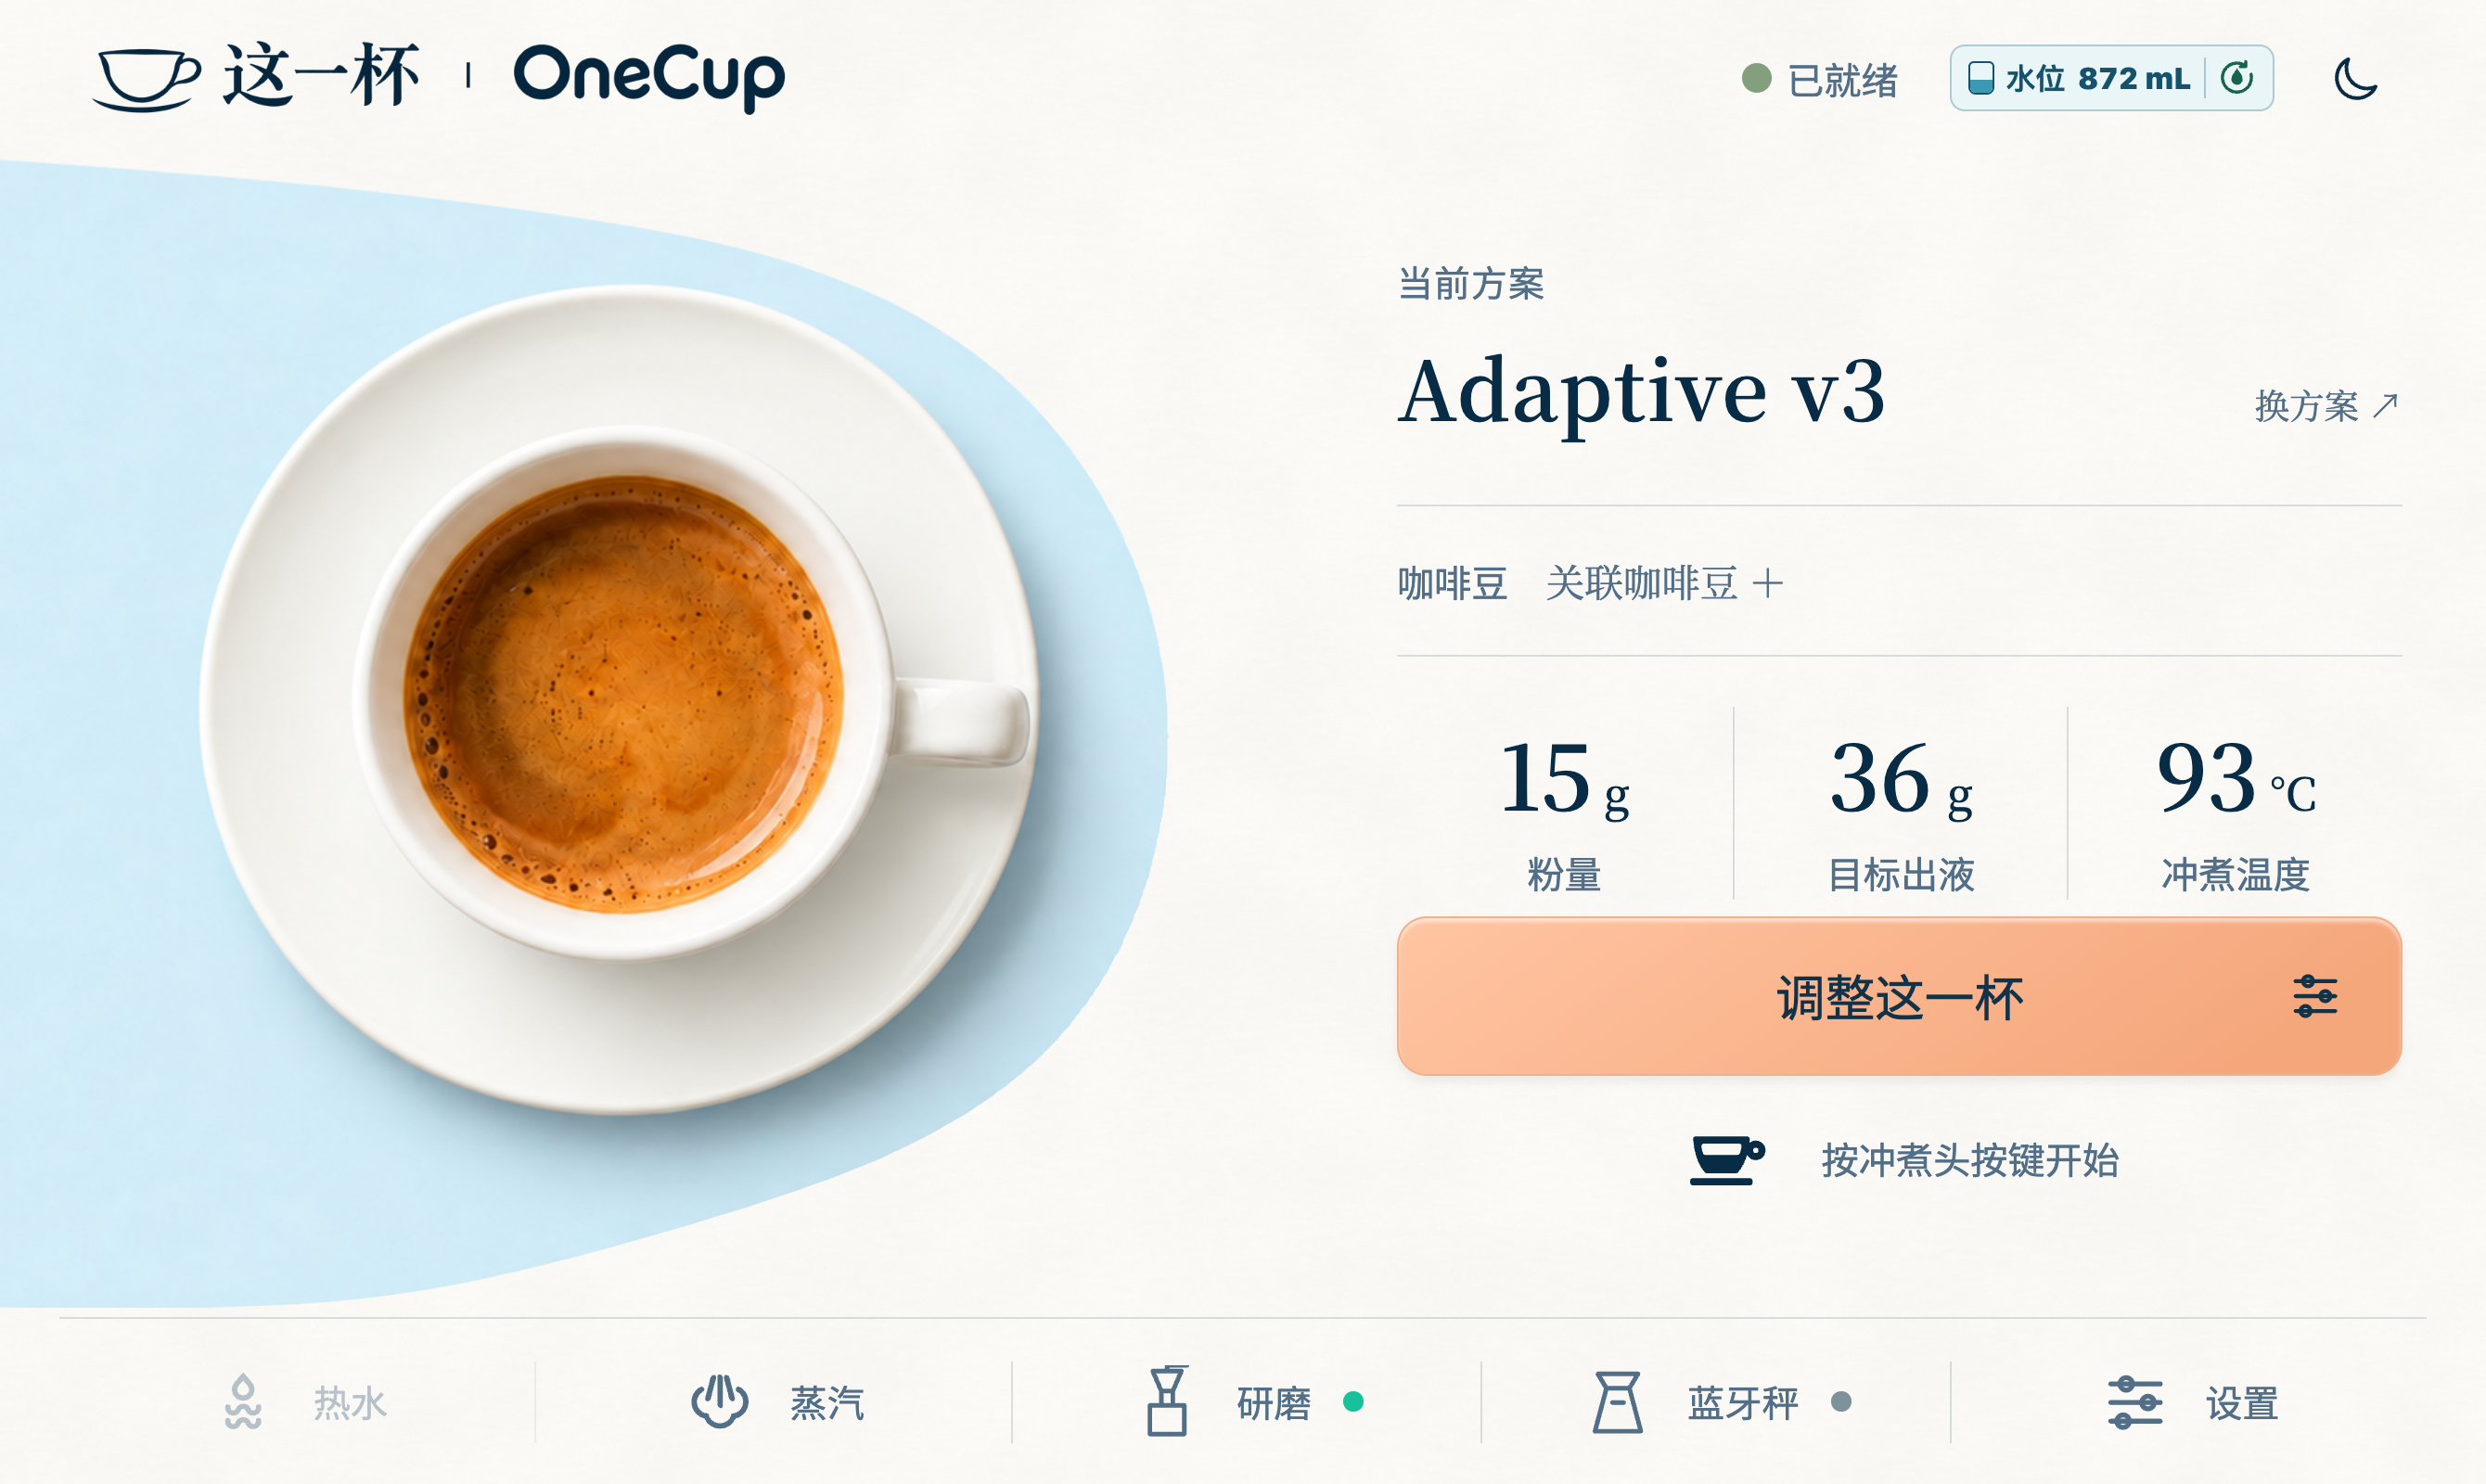 这一杯 | OneCup
已就绪
水位 872 mL
当前方案
Adaptive v3
换方案 ↗
咖啡豆 关联咖啡豆 +
15 g
粉量
36 g
目标出液
93 °C
冲煮温度
调整这一杯
按冲煮头按键开始
热水
蒸汽
研磨
蓝牙秤
设置